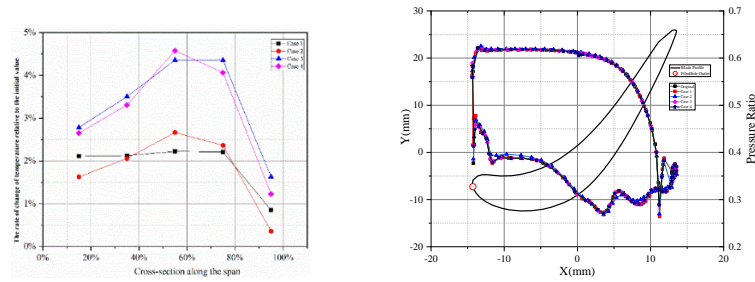 The rate of change of temperature relative to the initial value
5%
4%
3%
2%
1%
0%
0%
20%
40%
60%
80%
100%
Cross-section along the span
Case 1
Case 2
Case 3
Case 4
Y(mm)
30
20
10
0
-10
-20
-20
-10
0
10
20
X(mm)
0.7
0.6
0.5
0.4
0.3
0.2
Pressure Ratio
Blade Profile
FilmHole Outlet
Original
Case 1
Case 2
Case 3
Case 4